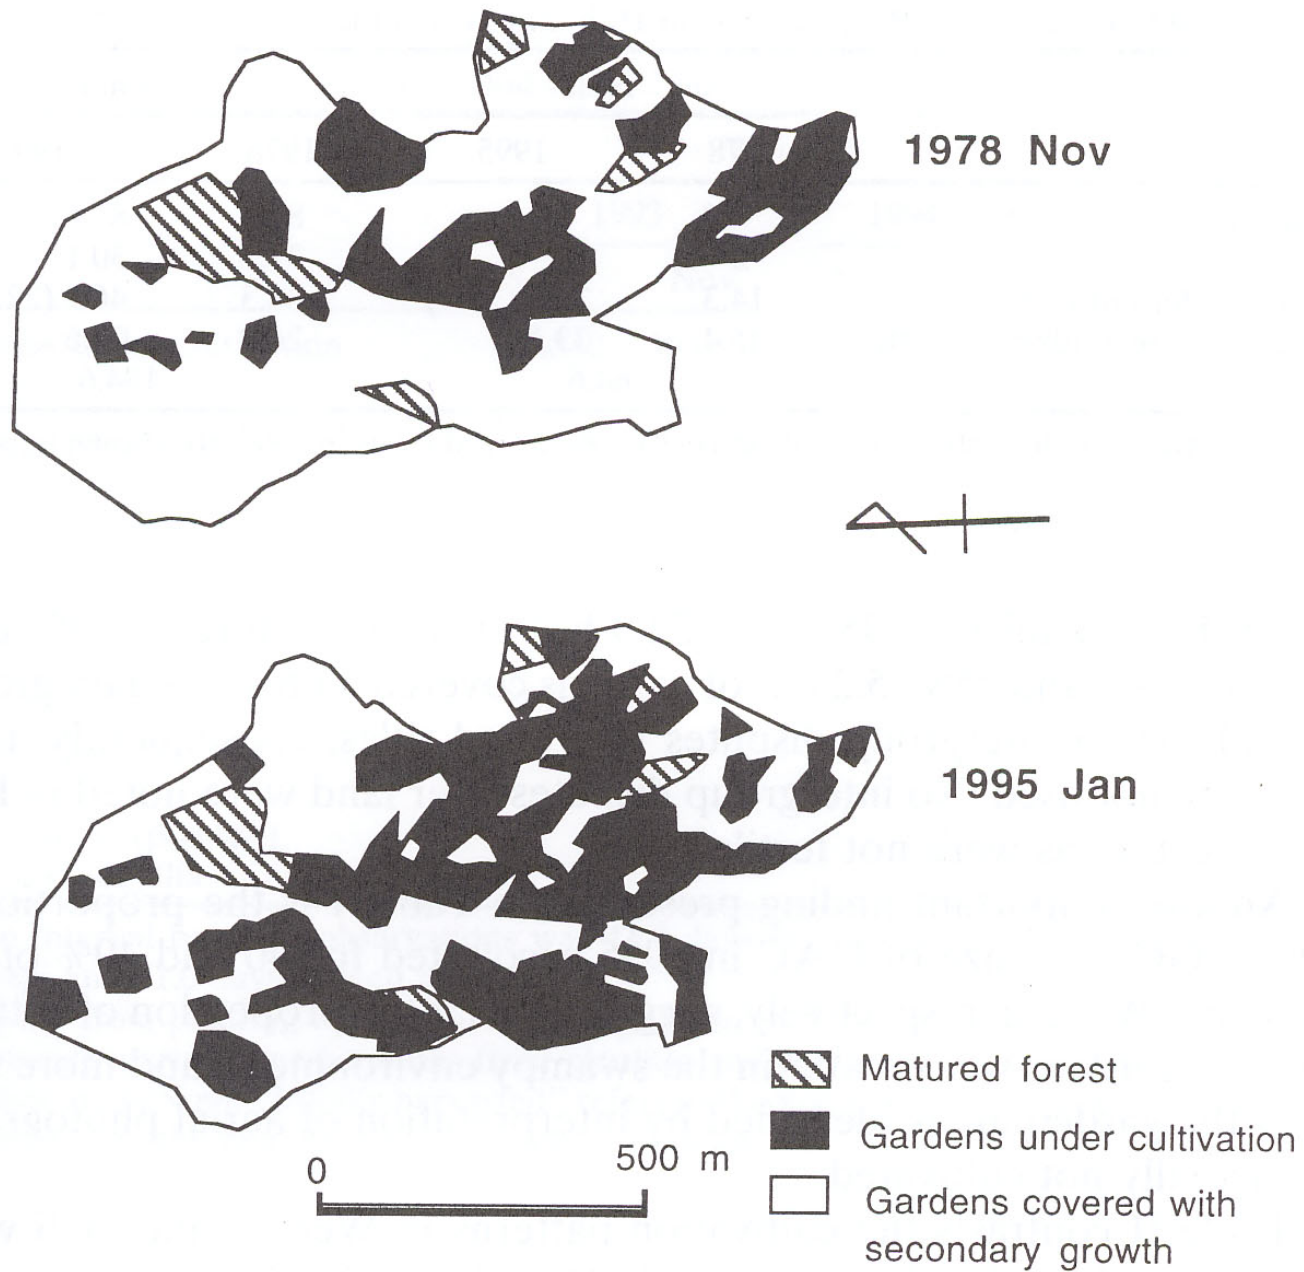 1978 Nov
1995 Jan
Matured forest
Gardens under cultivation
Gardens covered with
secondary growth
0
500 m